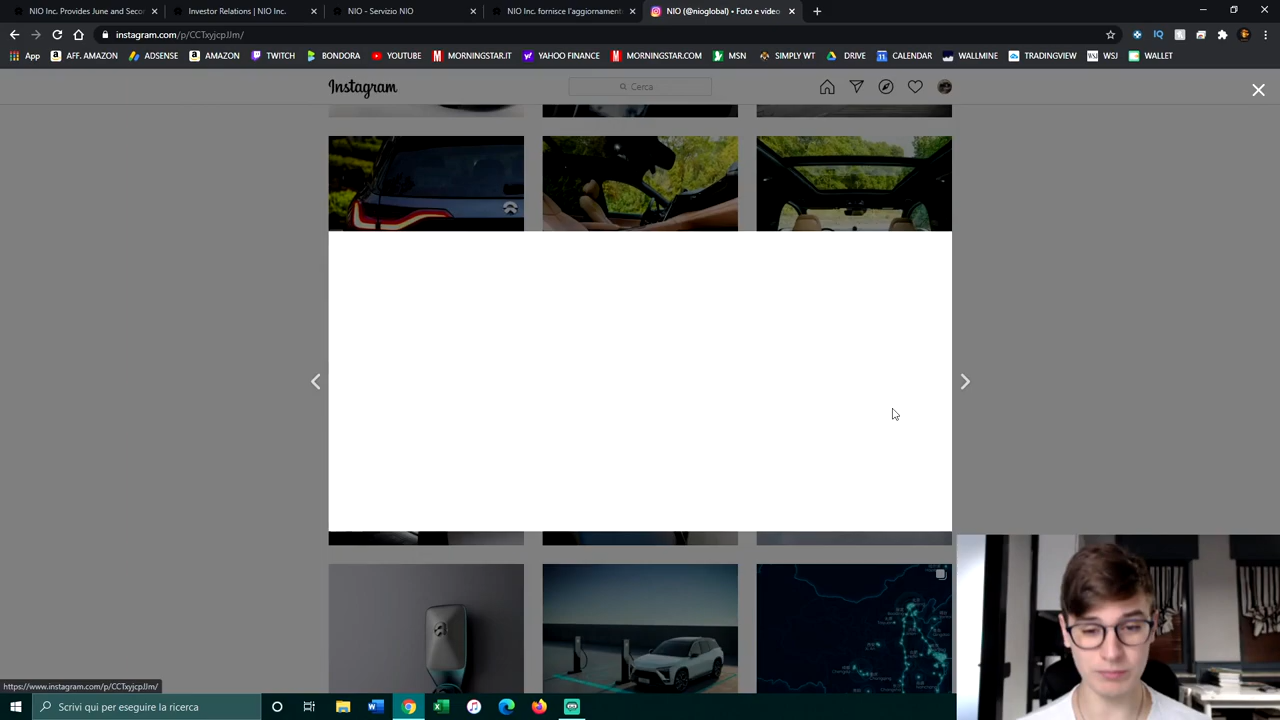 NIO Inc. Provides June and Secon
Investor Relations | NIO Inc.
NIO - Servizio NIO
NIO Inc. fornisce l'aggiornament
NIO (@nioglobal) • Foto e video
instagram.com/p/CCTxyjcpJJm/
App
AFF. AMAZON
ADSENSE
AMAZON
TWITCH
BONDORA
YOUTUBE
MORNINGSTAR.IT
YAHOO FINANCE
MORNINGSTAR.COM
MSN
SIMPLY WT
DRIVE
CALENDAR
WALLMINE
TRADINGVIEW
WSJ
WALLET
Instagram
Cerca
https://www.instagram.com/p/CCTxyjcpJJm/
Scrivi qui per eseguire la ricerca